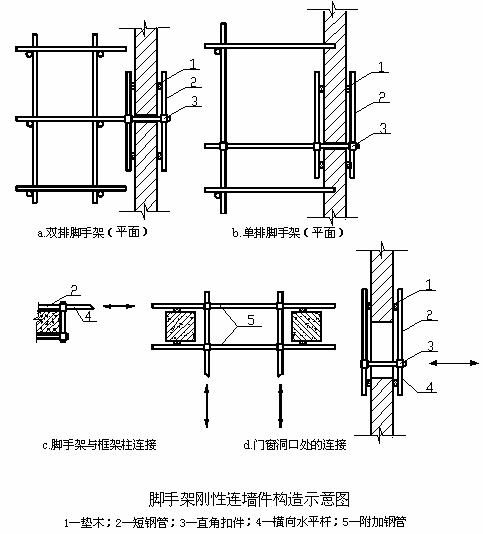 1
2
3
1
2
3
a.双排脚手架（平面）
b.单排脚手架（平面）
2
4
5
1
2
3
4
c.脚手架与框架柱连接
d.门窗洞口处的连接
脚手架刚性连墙件构造示意图
1—垫木；2—短钢管；3—直角扣件；4—横向水平杆；5—附加钢管